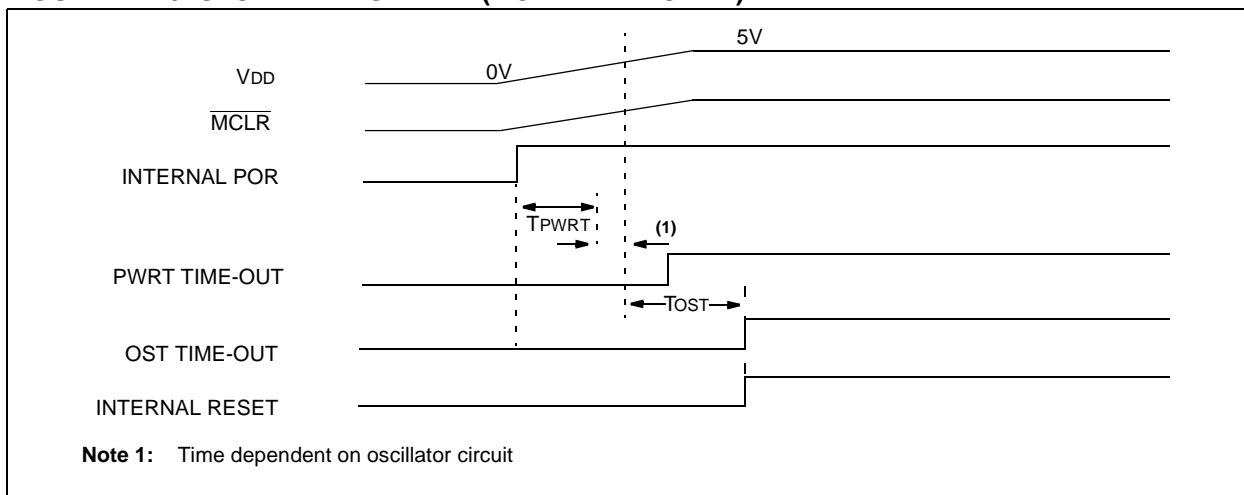 5V
0V
VDD
MCLR
INTERNAL POR
TPWRT
(1)
PWRT TIME-OUT
TOST
OST TIME-OUT
INTERNAL RESET
Note 1: Time dependent on oscillator circuit